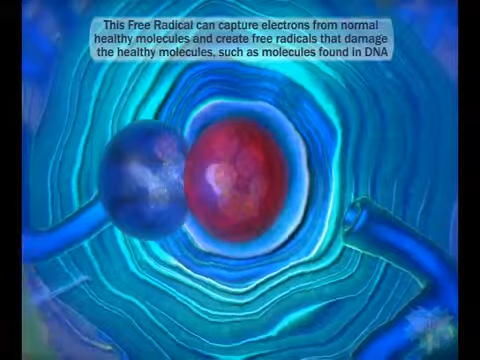 This Free Radical can capture electrons from normal
healthy molecules and create free radicals that damage
the healthy molecules, such as molecules found in DNA